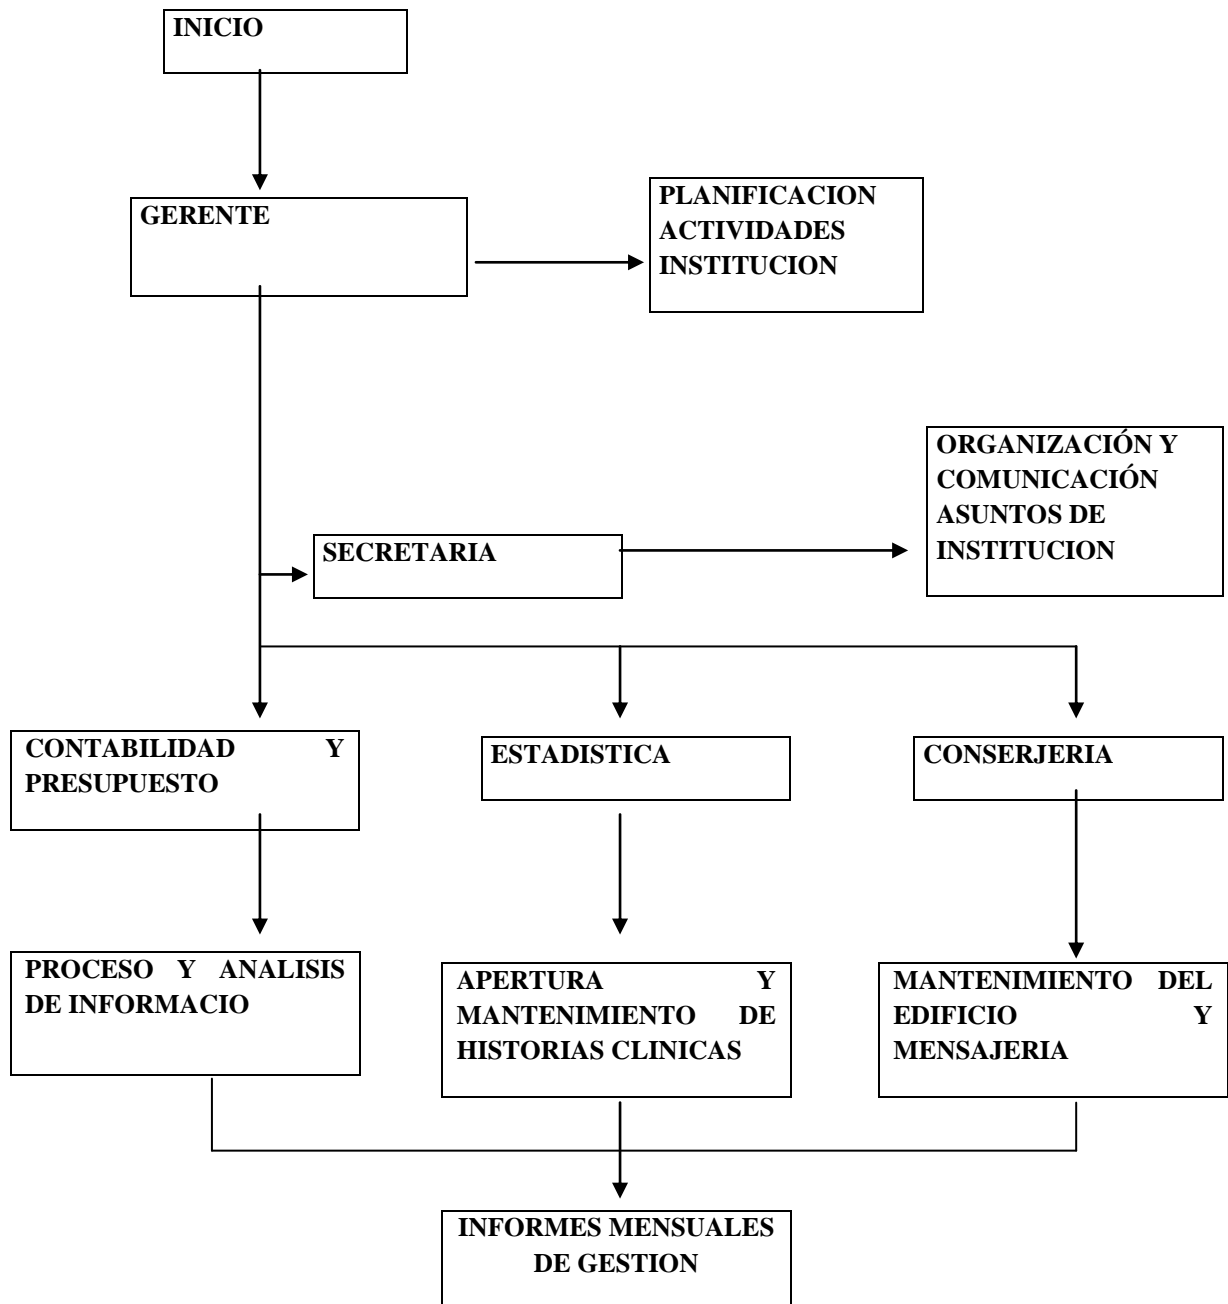 INICIO
GERENTE
PLANIFICACION
ACTIVIDADES
INSTITUCION
ORGANIZACIÓN Y
COMUNICACIÓN
ASUNTOS DE
INSTITUCION
SECRETARIA
CONTABILIDAD Y
PRESUPUESTO
ESTADISTICA
CONSERJERIA
PROCESO Y ANALISIS
DE INFORMACIO
APERTURA Y
MANTENIMIENTO DE
HISTORIAS CLINICAS
MANTENIMIENTO DEL
EDIFICIO Y
MENSAJERIA
INFORMES MENSUALES
DE GESTION